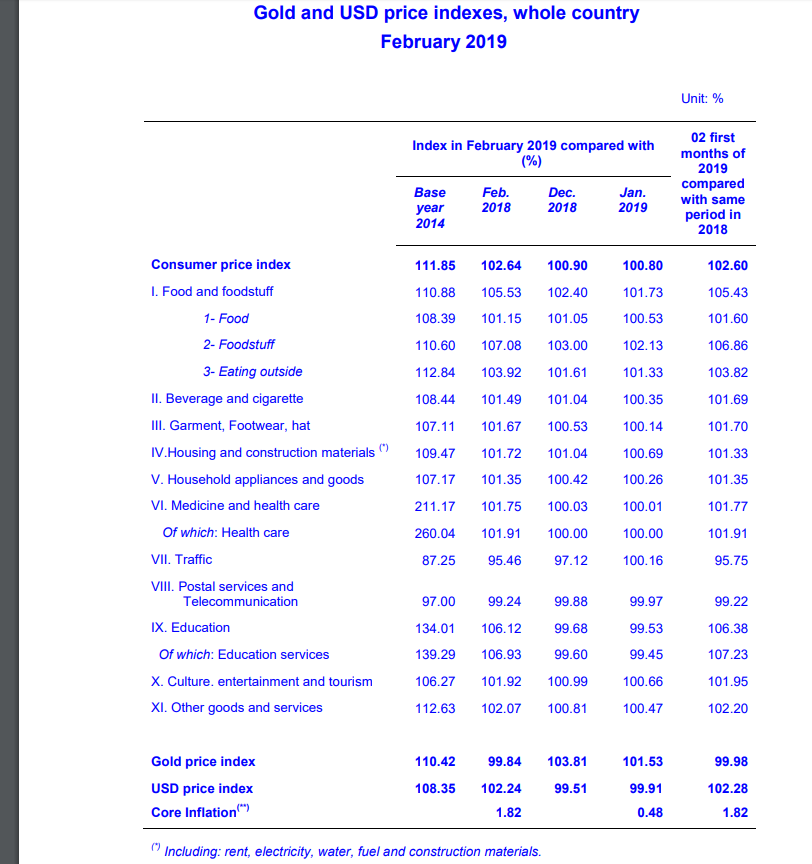 Gold and USD price indexes, whole country
February 2019
Unit: %
Index in February 2019 compared with (%)
02 first months of 2019 compared with same period in 2018
Base year 2014
Feb. 2018
Dec. 2018
Jan. 2019
Consumer price index 111.85 102.64 100.90 100.80 102.60
I. Food and foodstuff 110.88 105.53 102.40 101.73 105.43
1- Food 108.39 101.15 101.05 100.53 101.60
2- Foodstuff 110.60 107.08 103.00 102.13 106.86
3- Eating outside 112.84 103.92 101.61 101.33 103.82
II. Beverage and cigarette 108.44 101.49 101.04 100.35 101.69
III. Garment, Footwear, hat 107.11 101.67 100.53 100.14 101.70
IV.Housing and construction materials (*) 109.47 101.72 101.04 100.69 101.33
V. Household appliances and goods 107.17 101.35 100.42 100.26 101.35
VI. Medicine and health care 211.17 101.75 100.03 100.01 101.77
Of which: Health care 260.04 101.91 100.00 100.00 101.91
VII. Traffic 87.25 95.46 97.12 100.16 95.75
VIII. Postal services and
Telecommunication 97.00 99.24 99.88 99.97 99.22
IX. Education 134.01 106.12 99.68 99.53 106.38
Of which: Education services 139.29 106.93 99.60 99.45 107.23
X. Culture. entertainment and tourism 106.27 101.92 100.99 100.66 101.95
XI. Other goods and services 112.63 102.07 100.81 100.47 102.20
Gold price index 110.42 99.84 103.81 101.53 99.98
USD price index 108.35 102.24 99.51 99.91 102.28
Core Inflation(**) 1.82 0.48 1.82
(*) Including: rent, electricity, water, fuel and construction materials.